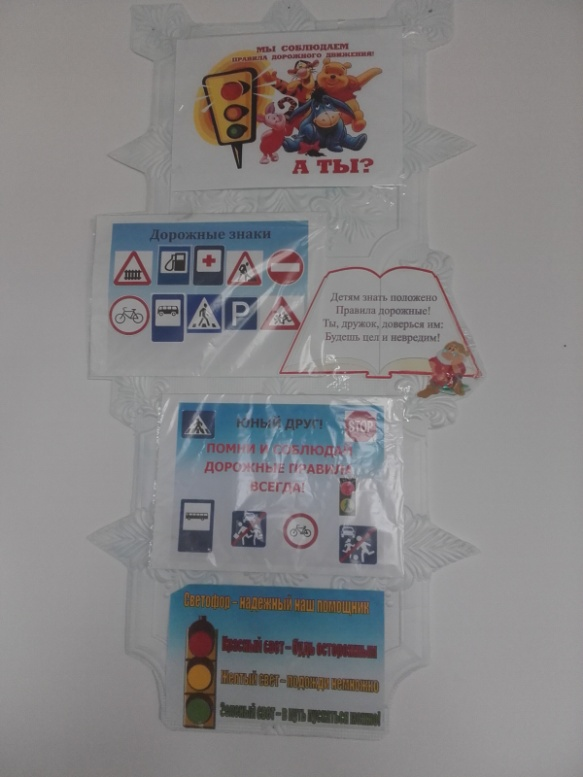 МЫ СОБЛЮДАЕМ
ПРАВИЛА ДОРОЖНОГО ДВИЖЕНИЯ!
А ТЫ?
Дорожные знаки
P
Детям знать положено
Правила дорожные!
Ты, дружок, доверься им:
Будешь цел и невредим!
ЮНЫЙ ДРУГ!
STOP
ПОМНИ И СОБЛЮДАЙ
ДОРОЖНЫЕ ПРАВИЛА
ВСЕГДА!
Светофор - надежный наш помощник
Красный свет - будь осторожным
Желтый свет - подожди немножко
Зеленый свет - в путь пускаться можно!